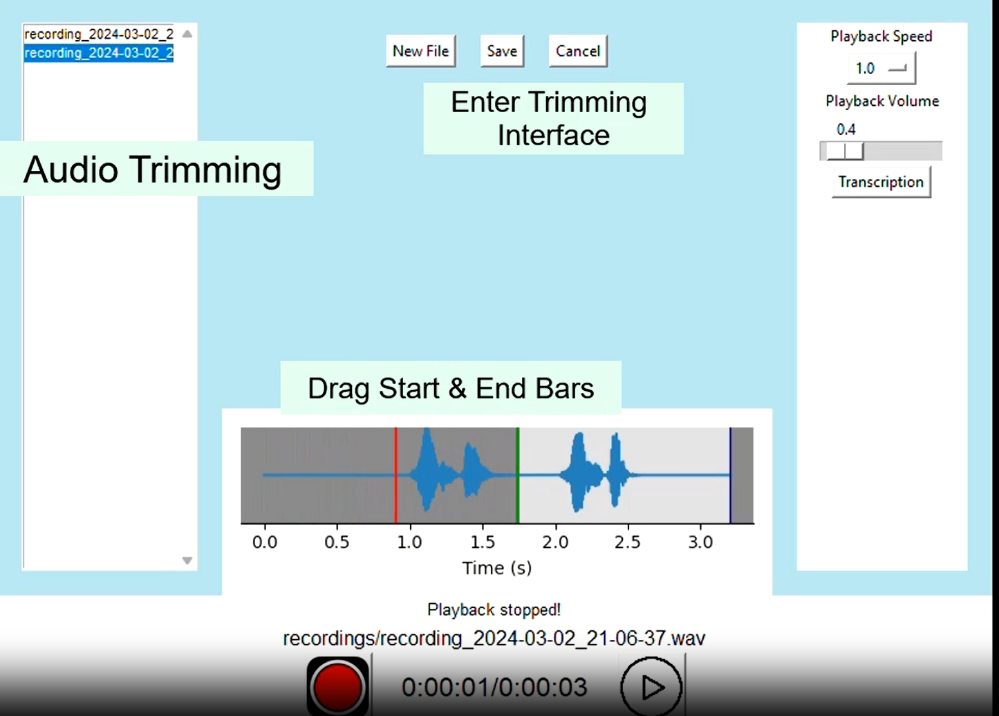 recording_2024-03-02_2
recording_2024-03-02_2
New File
Save
Cancel
Enter Trimming
Interface
Audio Trimming
Playback Speed
1.0
Playback Volume
0.4
Transcription
Drag Start & End Bars
0.0 0.5 1.0 1.5 2.0 2.5 3.0
Time (s)
Playback stopped!
recordings/recording_2024-03-02_21-06-37.wav
0:00:01/0:00:03